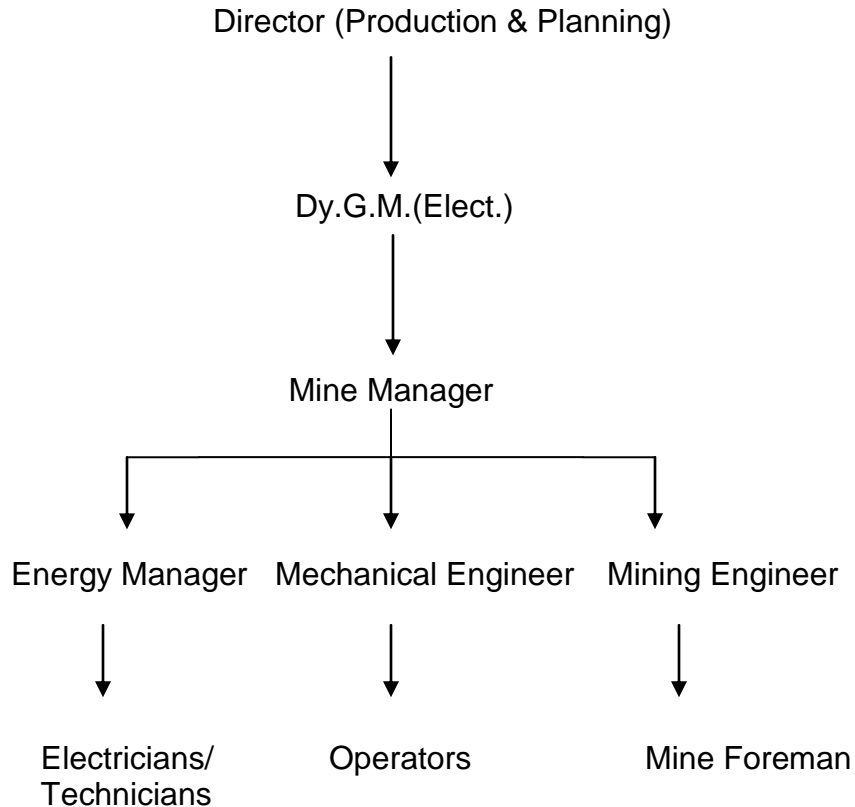 Director (Production & Planning)
Dy.G.M.(Elect.)
Mine Manager
Energy Manager
Mechanical Engineer
Mining Engineer
Electricians/
Technicians
Operators
Mine Foreman